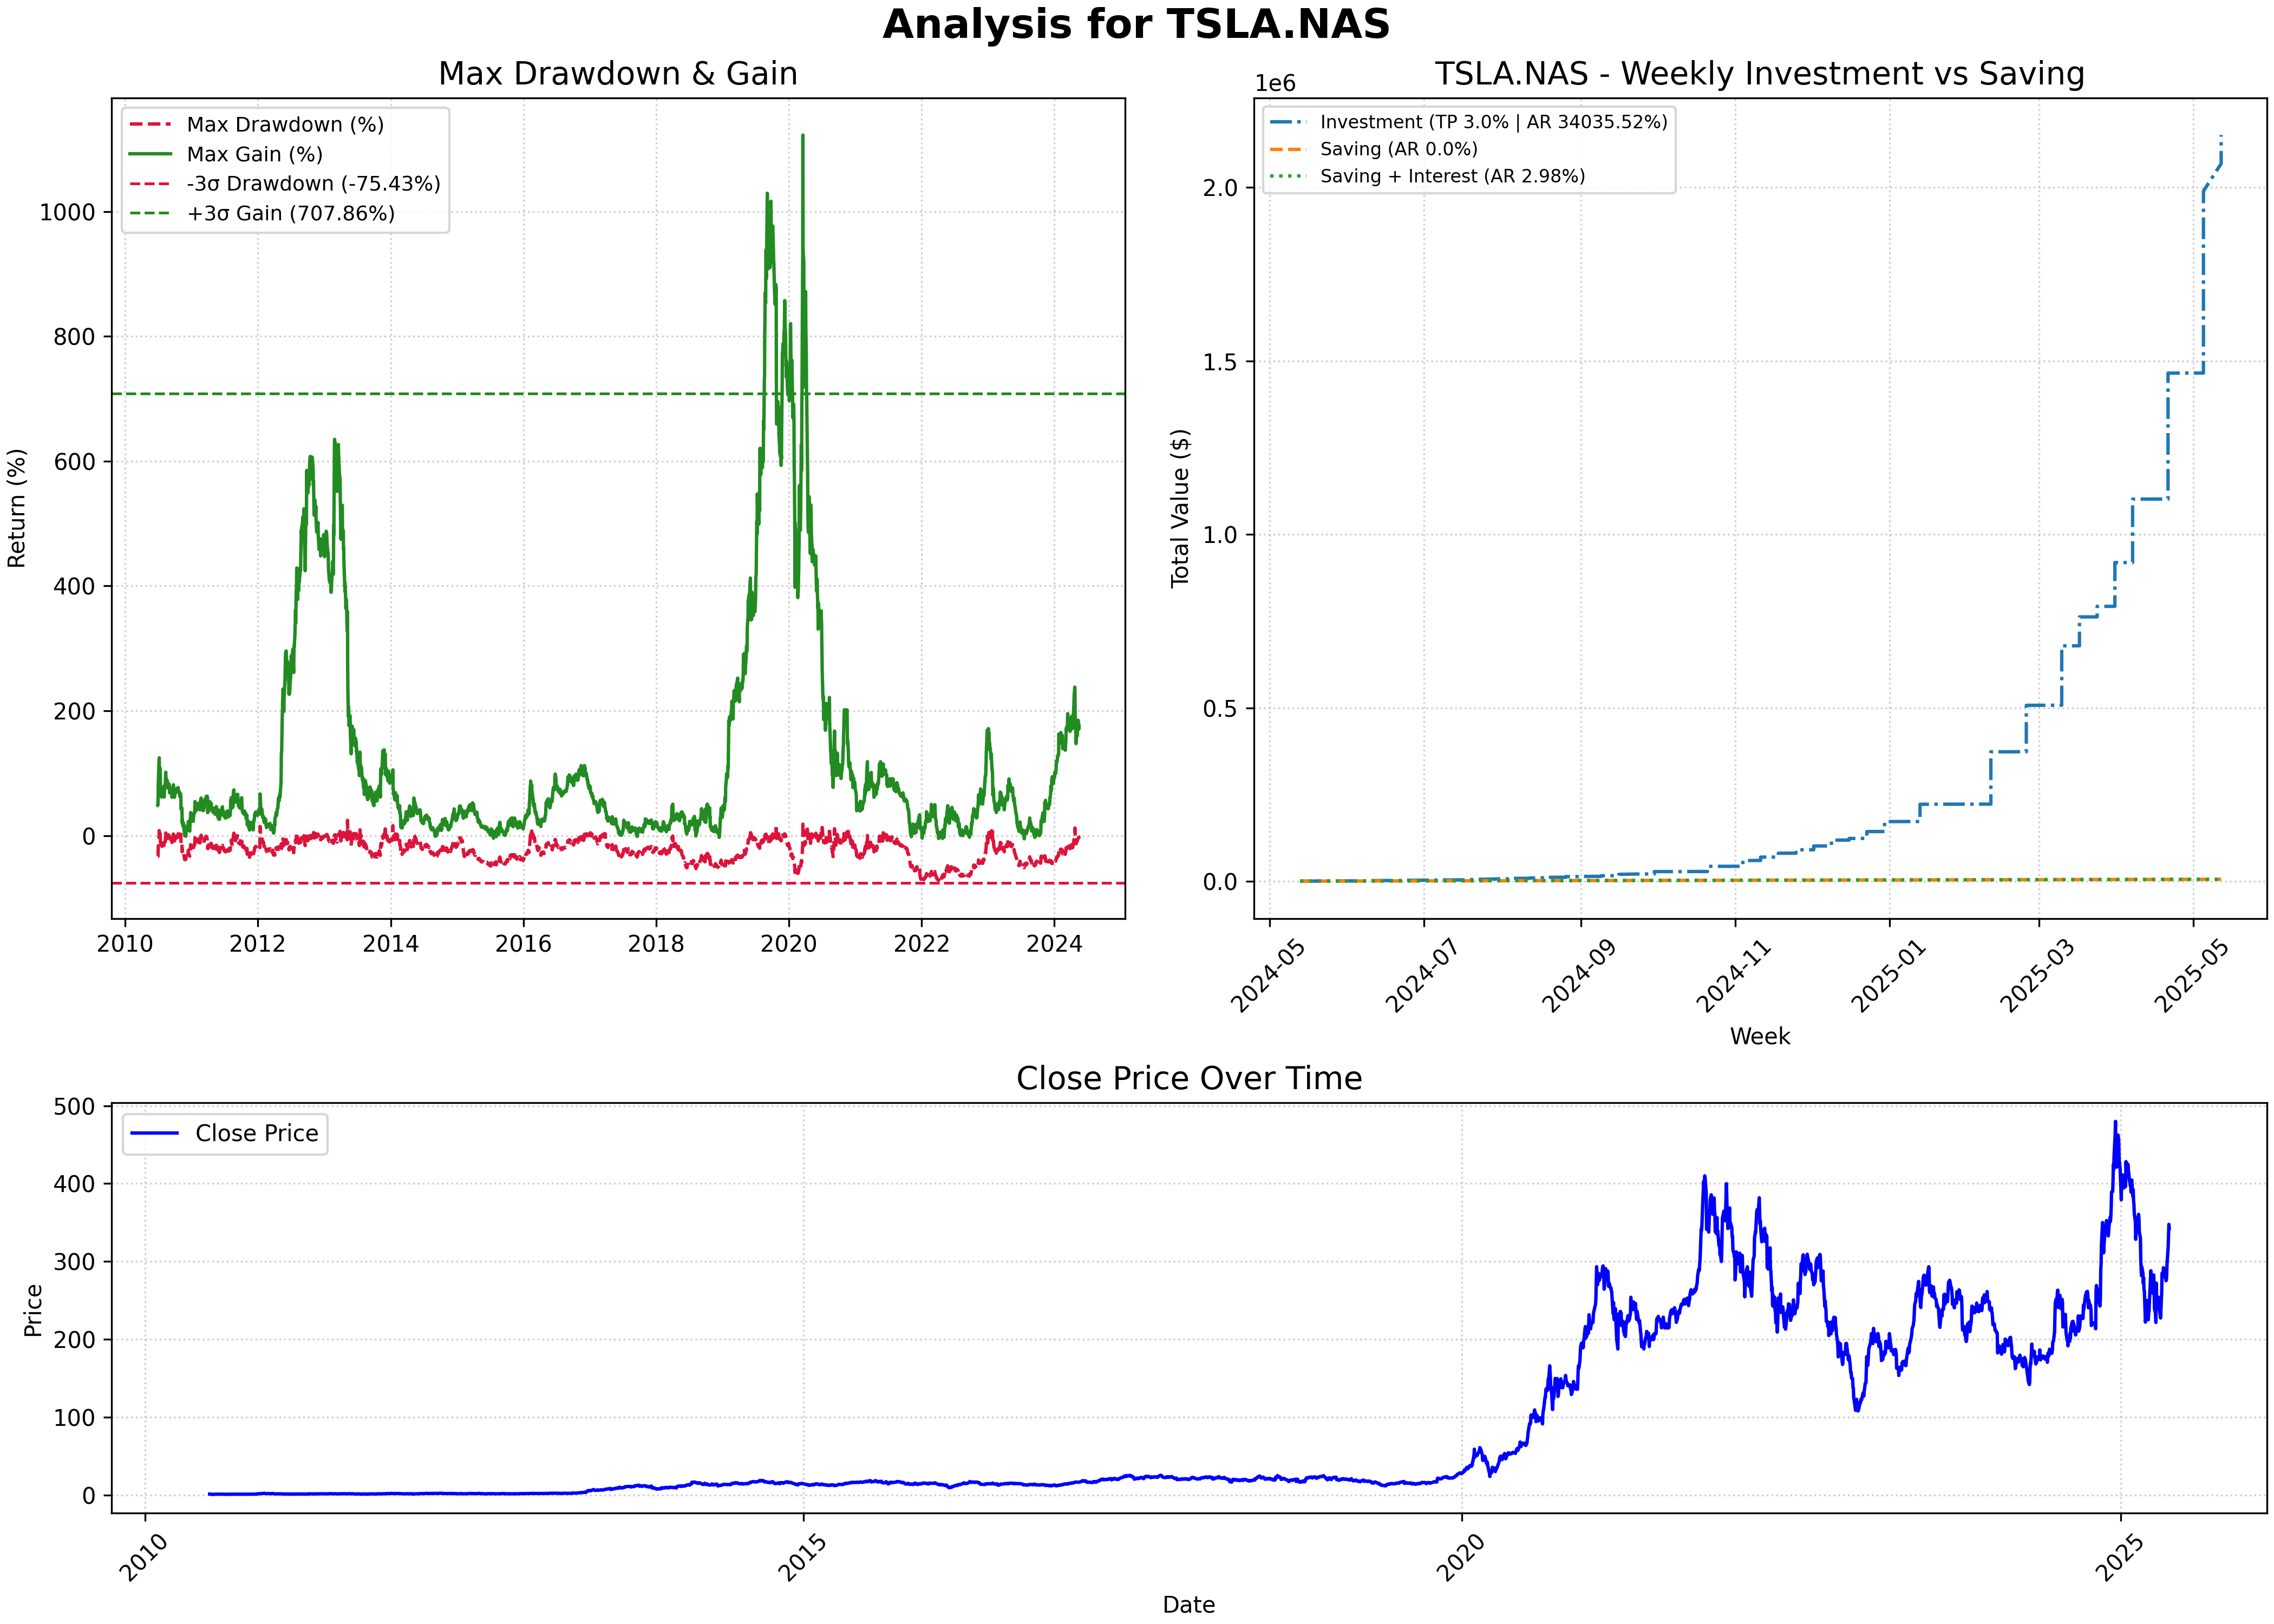 Analysis for TSLA.NAS
Max Drawdown & Gain
Max Drawdown (%)
Max Gain (%)
-3σ Drawdown (-75.43%)
+3σ Gain (707.86%)
Return (%)
1000
800
600
400
200
0
2010 2012 2014 2016 2018 2020 2022 2024
TSLA.NAS - Weekly Investment vs Saving
1e6
Investment (TP 3.0% | AR 34035.52%)
Saving (AR 0.0%)
Saving + Interest (AR 2.98%)
Total Value ($)
2.0
1.5
1.0
0.5
0.0
2024-05 2024-07 2024-09 2024-11 2025-01 2025-03 2025-05
Week
Close Price Over Time
Close Price
Price
500
400
300
200
100
0
2010 2015 2020 2025
Date